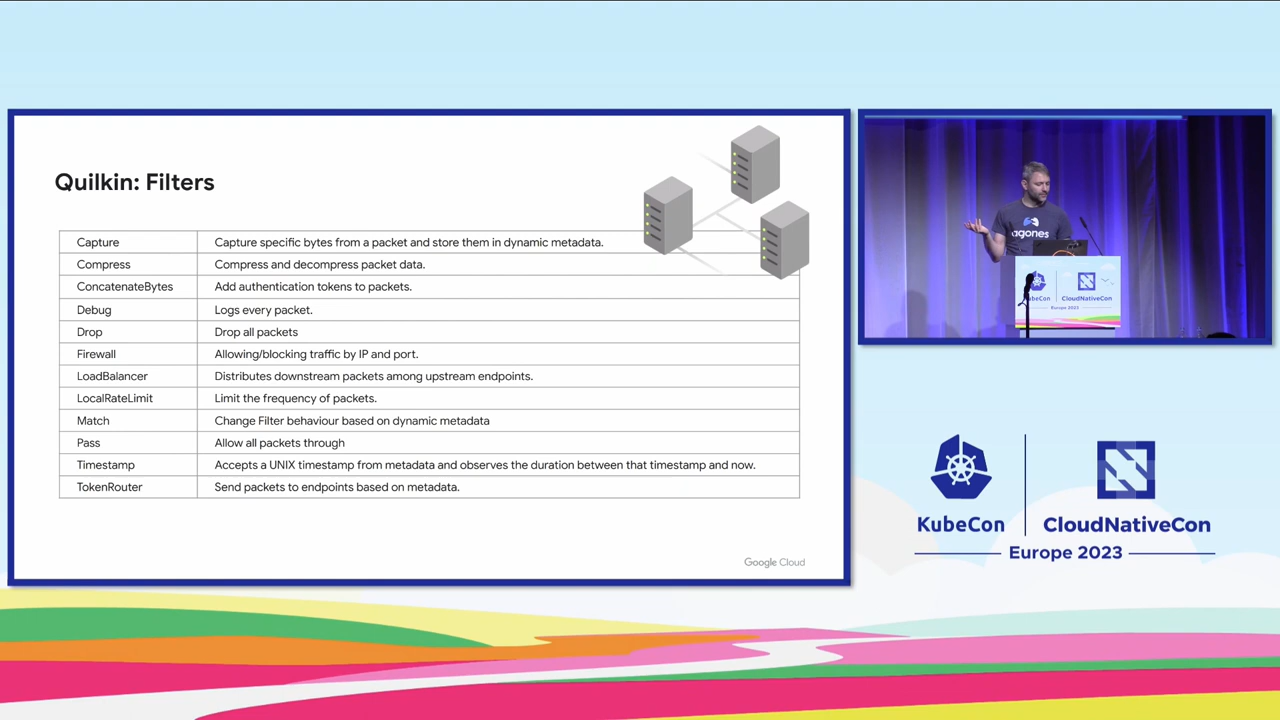 Quilkin: Filters
Capture Capture specific bytes from a packet and store them in dynamic metadata.
Compress Compress and decompress packet data.
ConcatenateBytes Add authentication tokens to packets.
Debug Logs every packet.
Drop Drop all packets
Firewall Allowing/blocking traffic by IP and port.
LoadBalancer Distributes downstream packets among upstream endpoints.
LocalRateLimit Limit the frequency of packets.
Match Change Filter behaviour based on dynamic metadata
Pass Allow all packets through
Timestamp Accepts a UNIX timestamp from metadata and observes the duration between that timestamp and now.
TokenRouter Send packets to endpoints based on metadata.
Google Cloud
agones
KubeCon CloudNativeCon
Europe 2023
KubeCon CloudNativeCon
Europe 2023